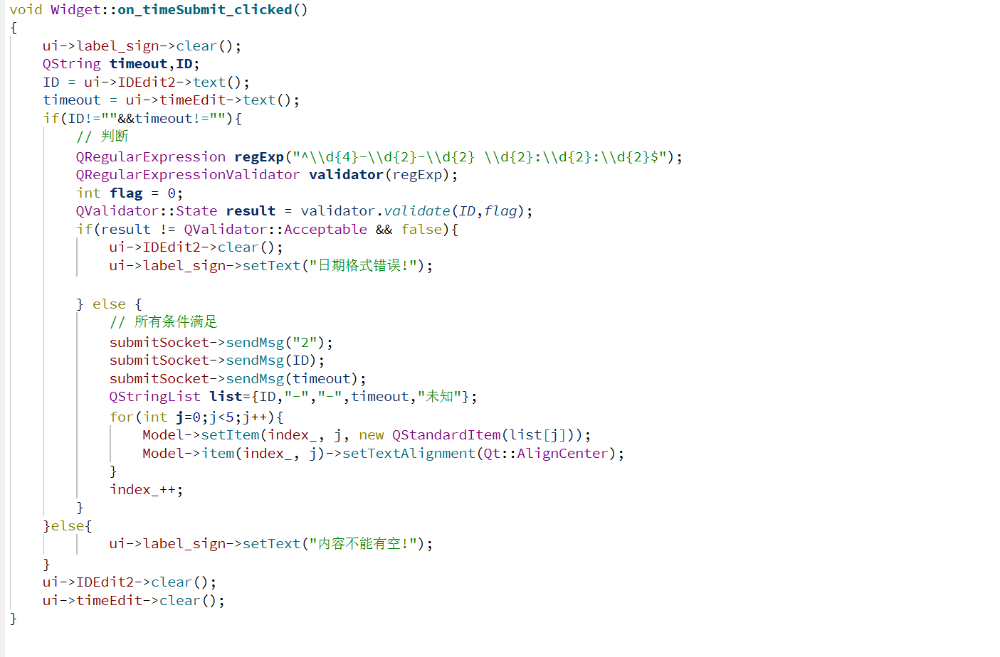 void Widget::on_timeSubmit_clicked()
{
    ui->label_sign->clear();
    QString timeout,ID;
    ID = ui->IDEdit2->text();
    timeout = ui->timeEdit->text();
    if(ID!=""&&timeout!=""){
        // 判断
        QRegularExpression regExp("^\\d{4}-\\d{2}-\\d{2} \\d{2}:\\d{2}:\\d{2}$");
        QRegularExpressionValidator validator(regExp);
        int flag = 0;
        QValidator::State result = validator.validate(ID,flag);
        if(result != QValidator::Acceptable && false){
            ui->IDEdit2->clear();
            ui->label_sign->setText("日期格式错误!");
        } else {
            // 所有条件满足
            submitSocket->sendMsg("2");
            submitSocket->sendMsg(ID);
            submitSocket->sendMsg(timeout);
            QStringList list={ID,"-","-",timeout,"未知"};
            for(int j=0;j<5;j++){
                Model->setItem(index_, j, new QStandardItem(list[j]));
                Model->item(index_, j)->setTextAlignment(Qt::AlignCenter);
            }
            index_++;
        }
    }else{
            ui->label_sign->setText("内容不能有空!");
    }
    ui->IDEdit2->clear();
    ui->timeEdit->clear();
}